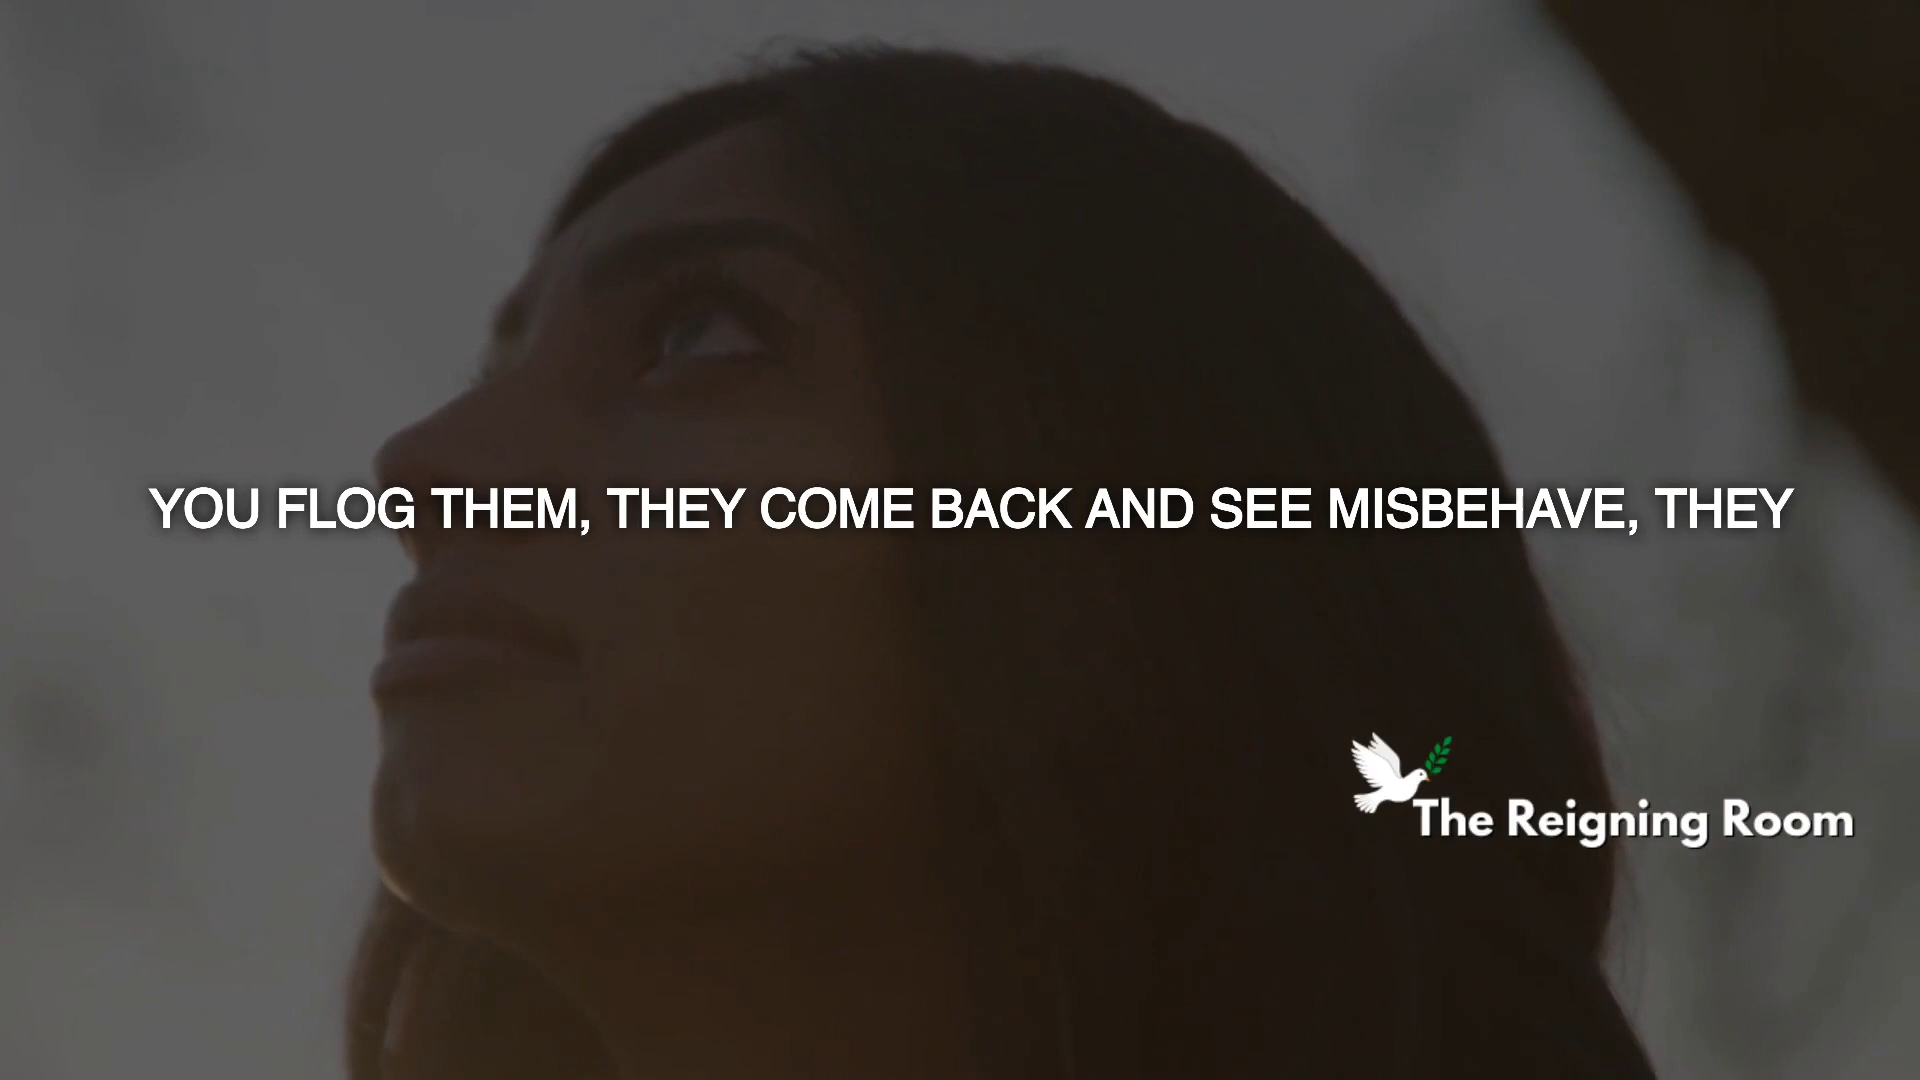 YOU FLOG THEM, THEY COME BACK AND SEE MISBEHAVE, THEY
The Reigning Room